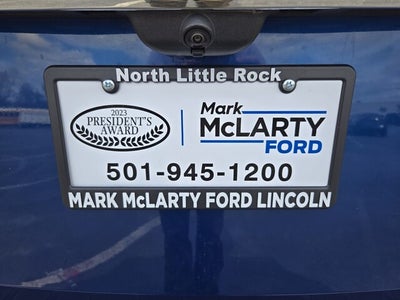 North Little Rock
2023
PRESIDENT'S
AWARD
Mark
McLARTY
FORD
501-945-1200
MARK McLARTY FORD LINCOLN